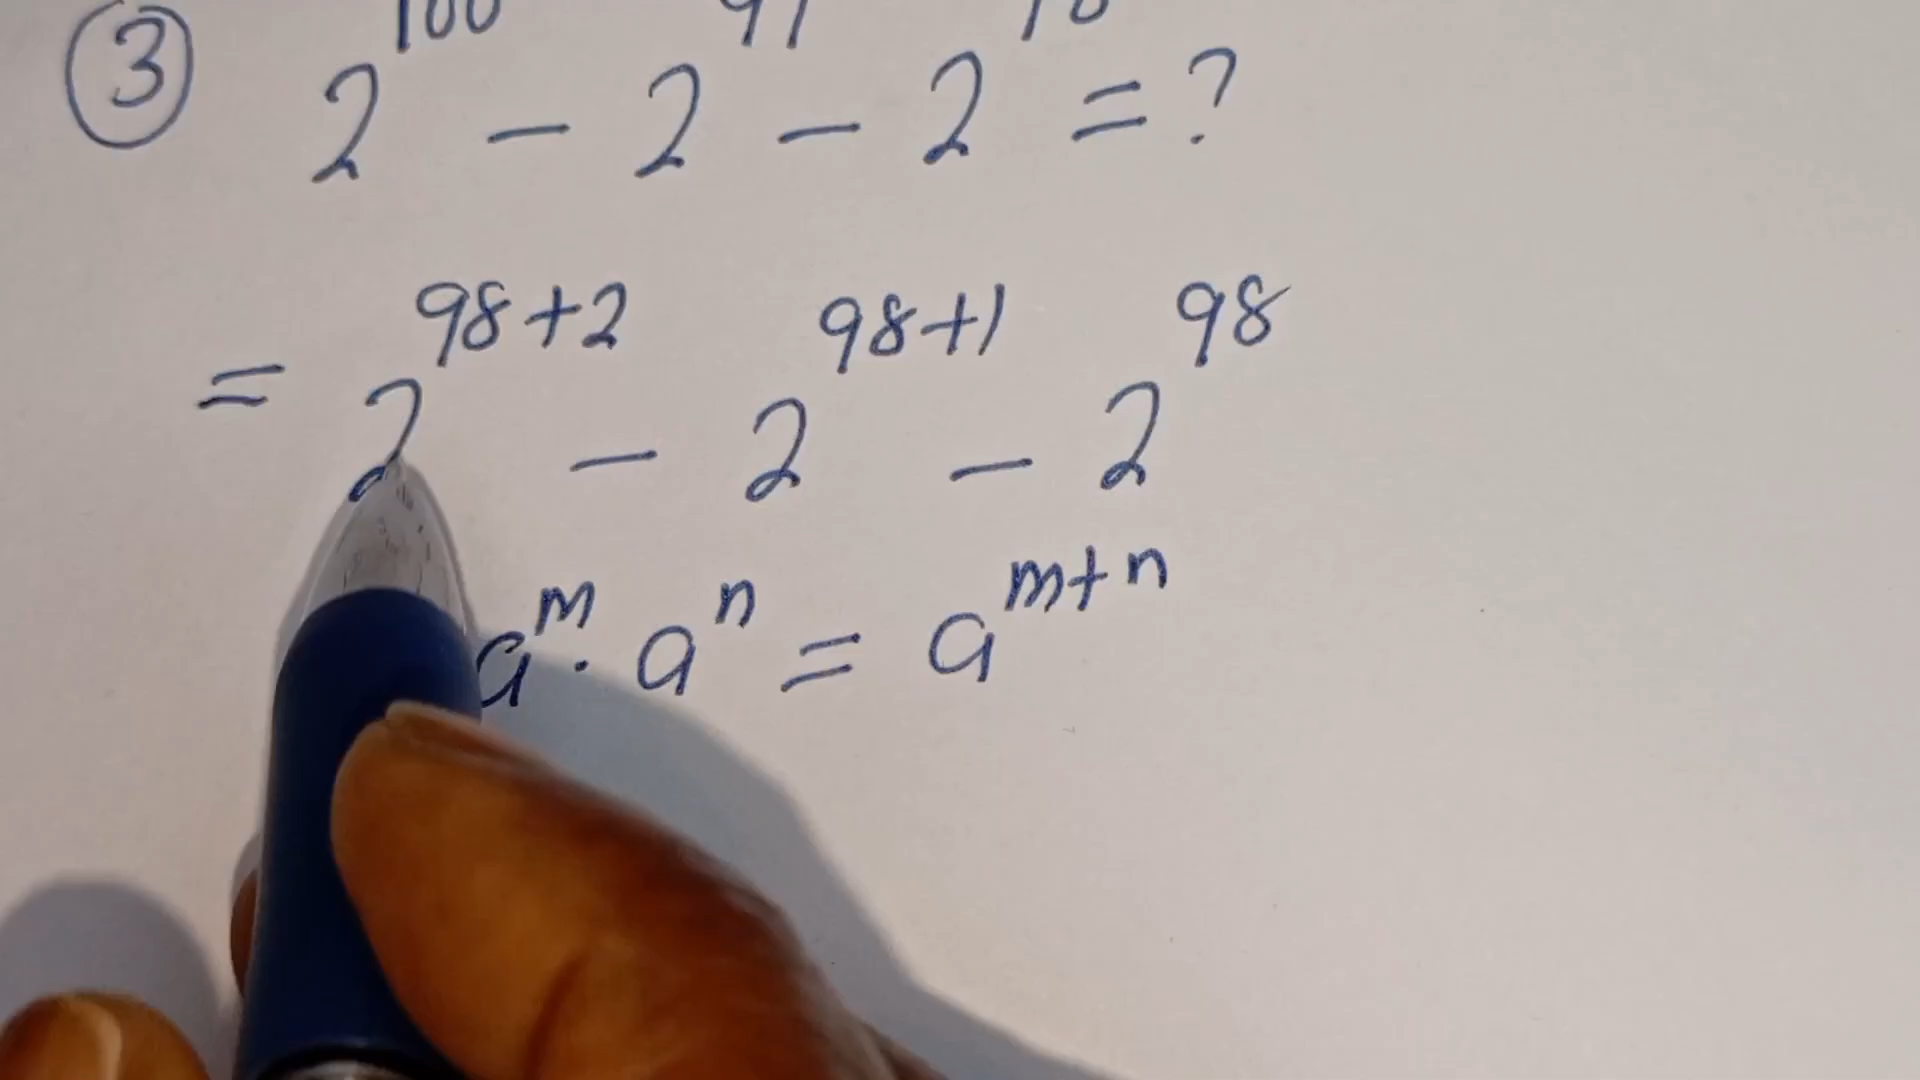 ③ 2^100 - 2^99 - 2^98 = ?
= 2^(98+2) - 2^(98+1) - 2^98
a^m · a^n = a^(m+n)